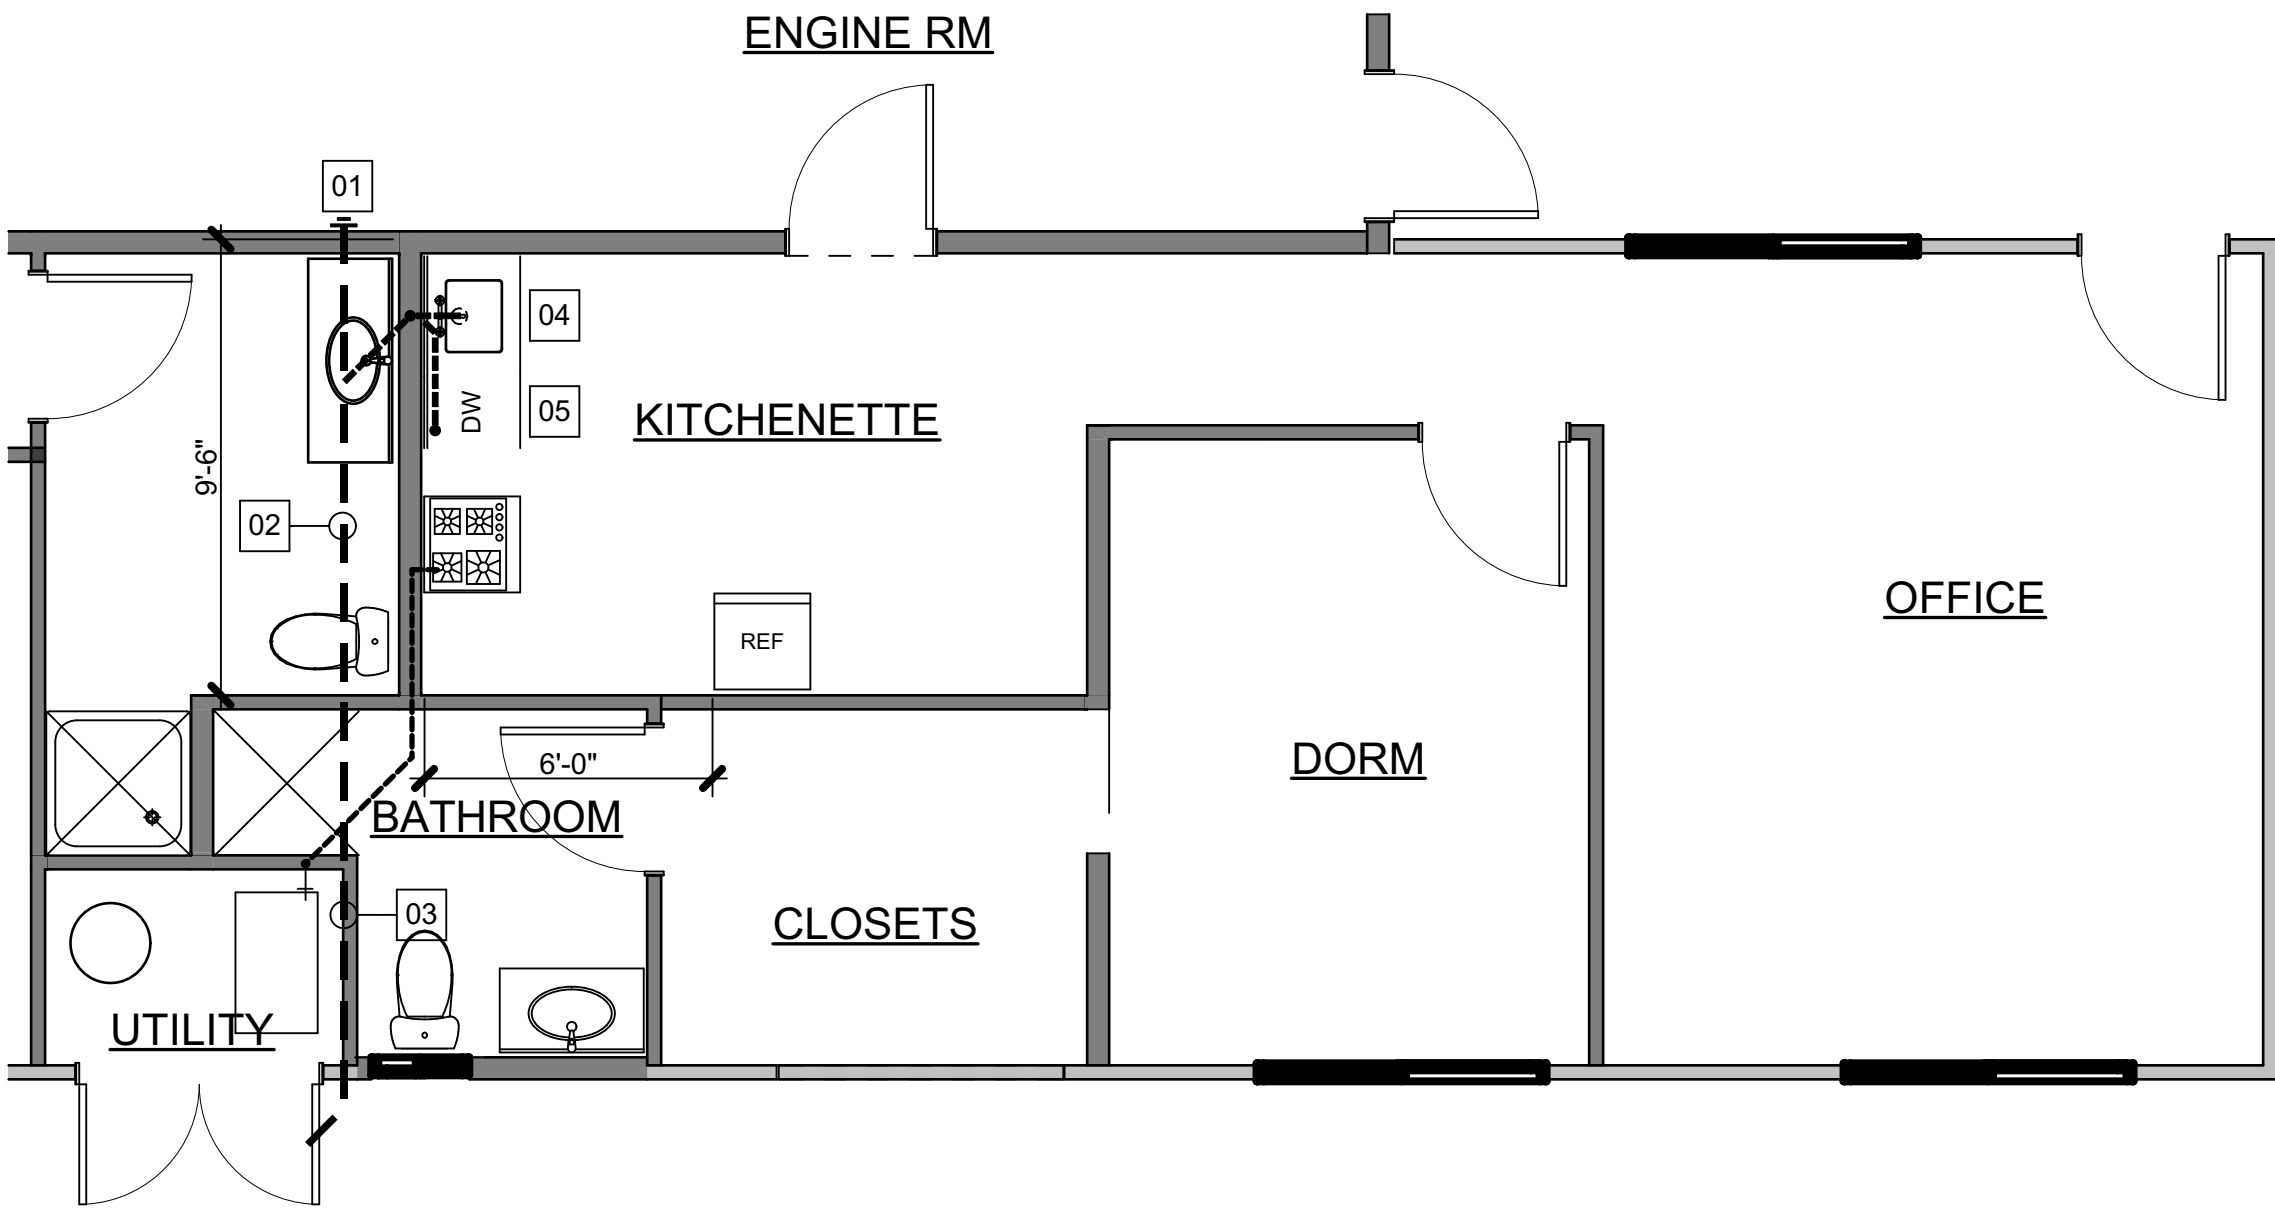 ENGINE RM
01
04
DW
05
KITCHENETTE
9'-6"
02
OFFICE
REF
6'-0"
DORM
BATHROOM
03
CLOSETS
UTILITY